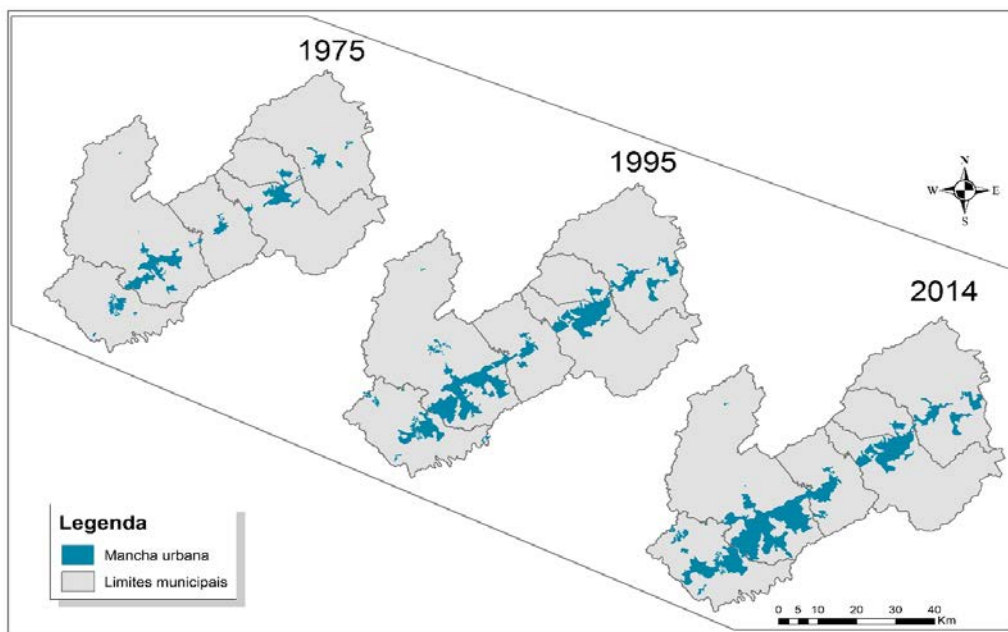 1975
1995
2014
N
W E
S
Legenda
Mancha urbana
Limites municipais
0 5 10 20 30 40
Km